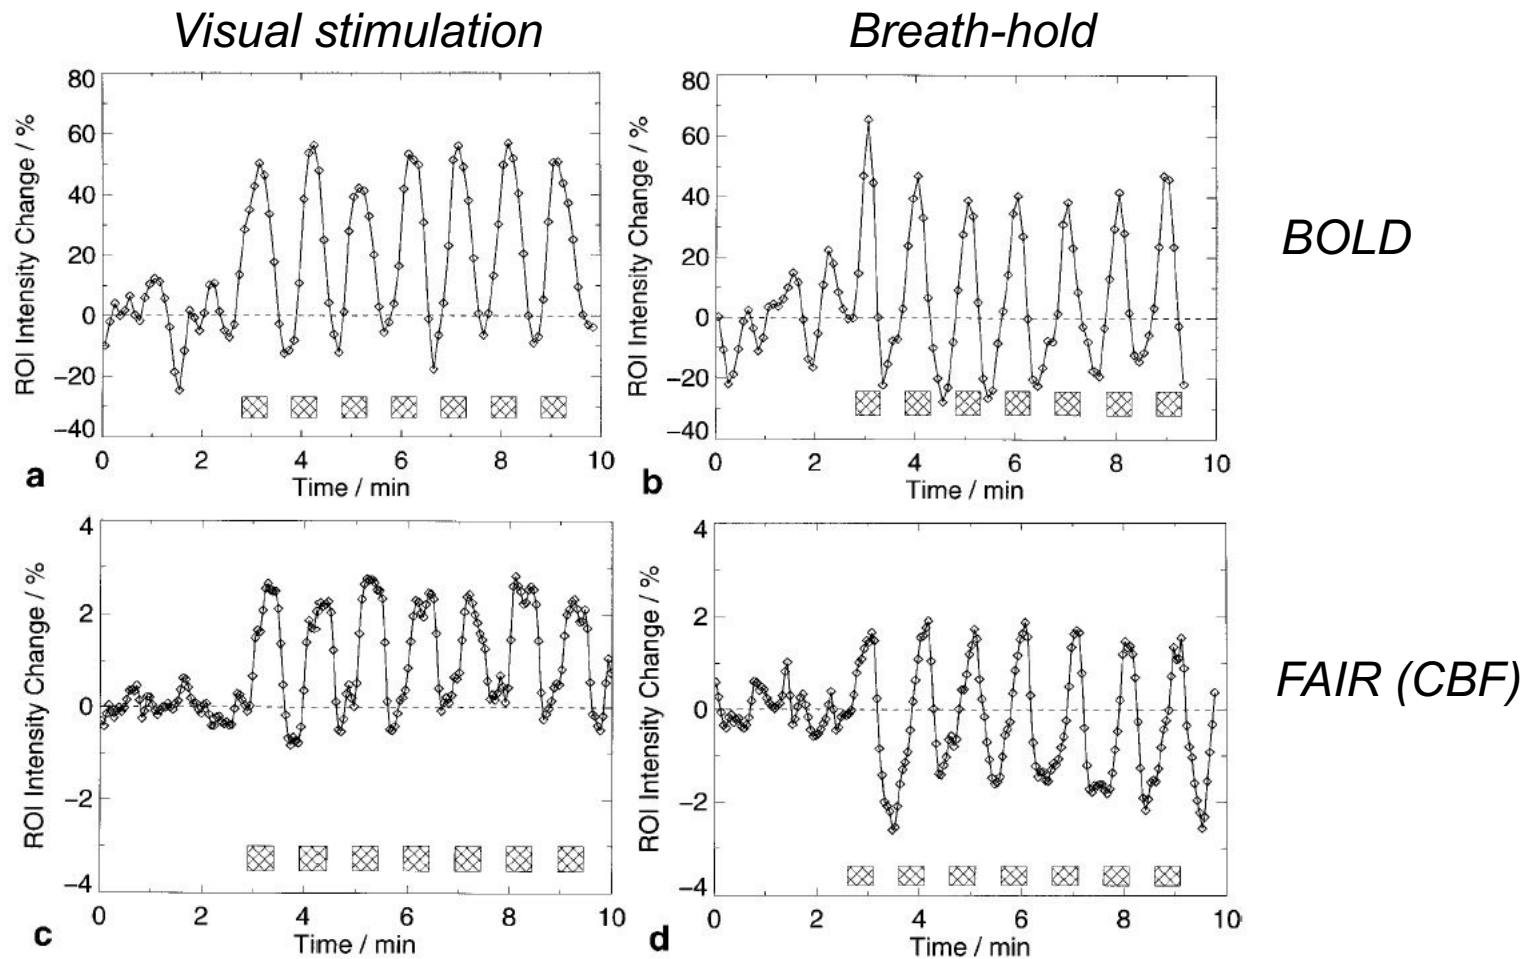 Visual stimulation
Breath-hold
80
60
40
20
0
−20
−40
ROI Intensity Change / %
0 2 4 6 8 10
Time / min
a
80
60
40
20
0
−20
−40
ROI Intensity Change / %
0 2 4 6 8 10
Time / min
b
BOLD
4
2
0
−2
−4
ROI Intensity Change / %
0 2 4 6 8 10
Time / min
c
4
2
0
−2
−4
ROI Intensity Change / %
0 2 4 6 8 10
Time / min
d
FAIR (CBF)